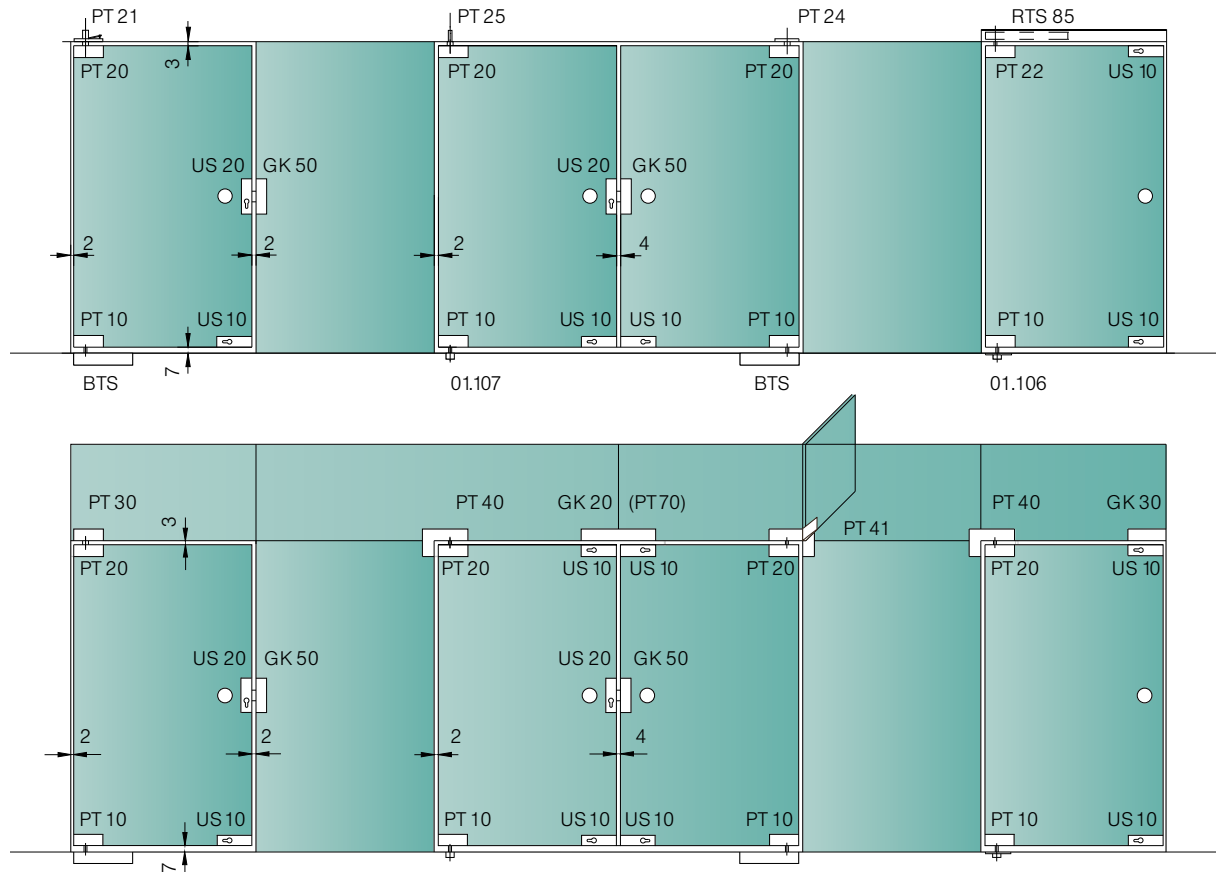 PT 21 PT 25 PT 24 RTS 85
3
PT 20 PT 20 PT 20 PT 22 US 10
US 20 GK 50 US 20 GK 50
2 2 2 4
PT 10 US 10 PT 10 US 10 US 10 PT 10 PT 10 US 10
7
BTS 01.107 BTS 01.106
PT 30 PT 40 GK 20 (PT 70) PT 40 GK 30
3 PT 41
PT 20 PT 20 US 10 US 10 PT 20 PT 20 US 10
US 20 GK 50 US 20 GK 50
2 2 2 4
PT 10 US 10 PT 10 US 10 US 10 PT 10 PT 10 US 10
7